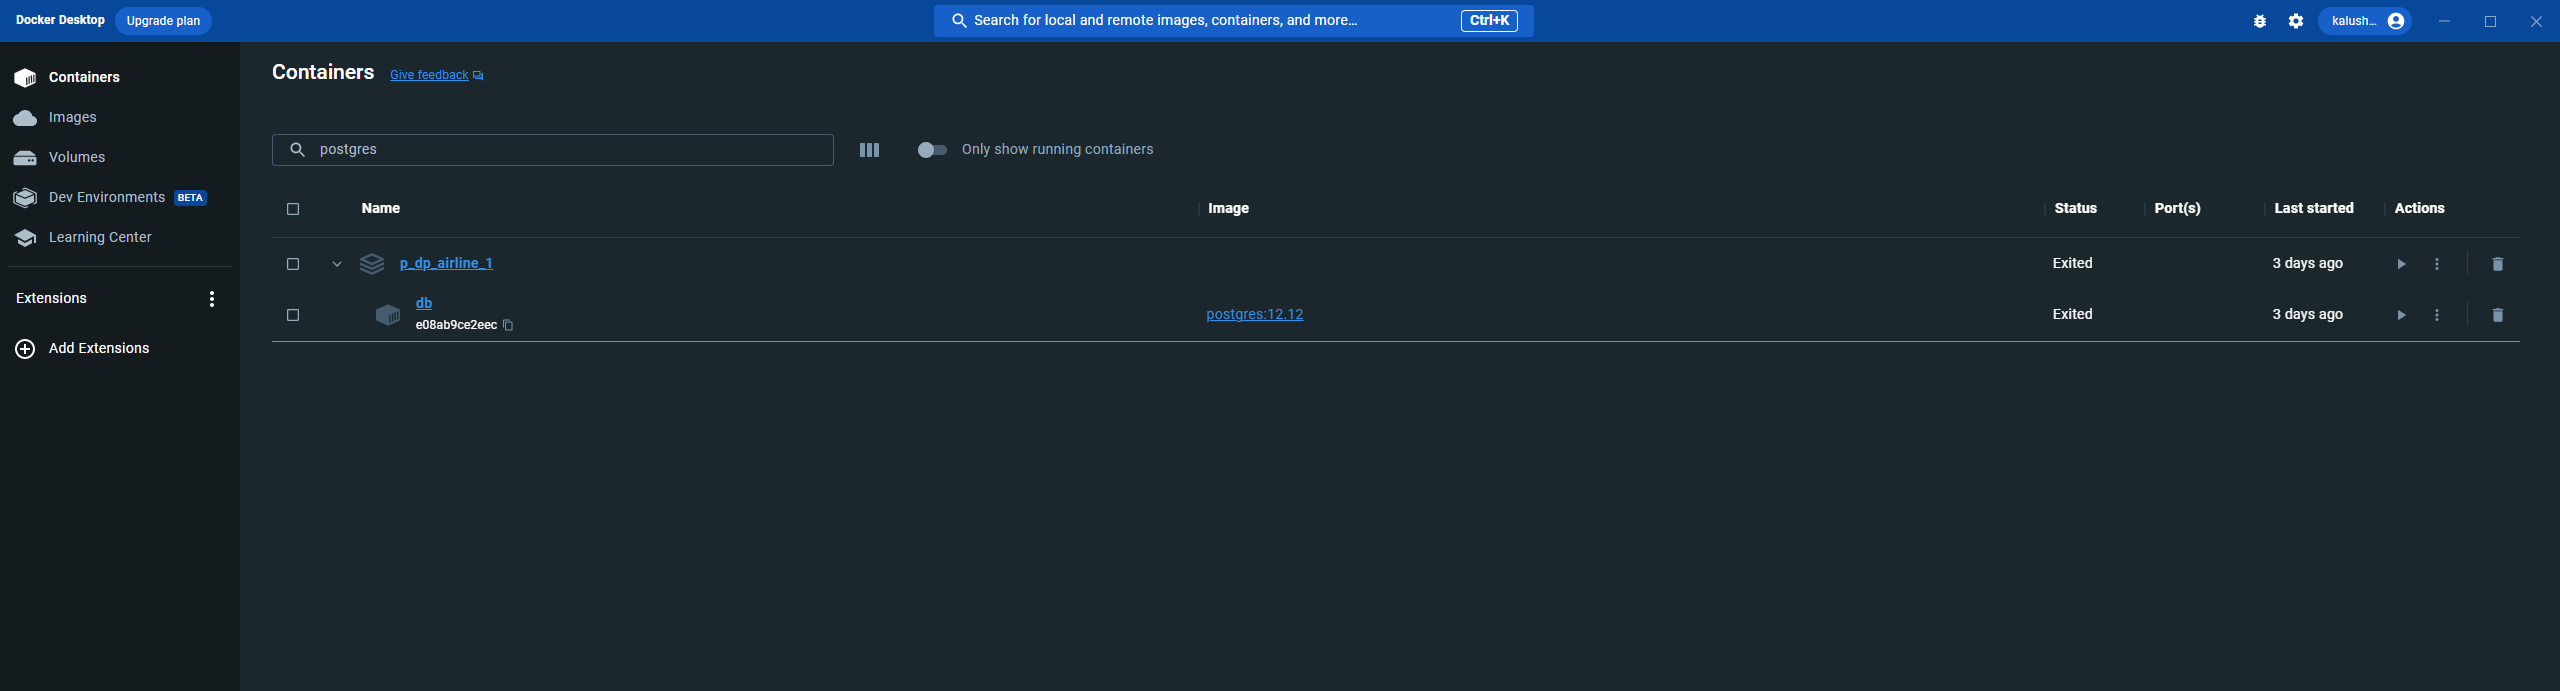 Docker Desktop Upgrade plan Search for local and remote images, containers, and more... Ctrl+K kalush...
Containers
Images
Volumes
Dev Environments BETA
Learning Center
Extensions
Add Extensions
Containers Give feedback
postgres Only show running containers
Name Image Status Port(s) Last started Actions
p_dp_airline_1 Exited 3 days ago
db
e08ab9ce2eec postgres:12.12 Exited 3 days ago